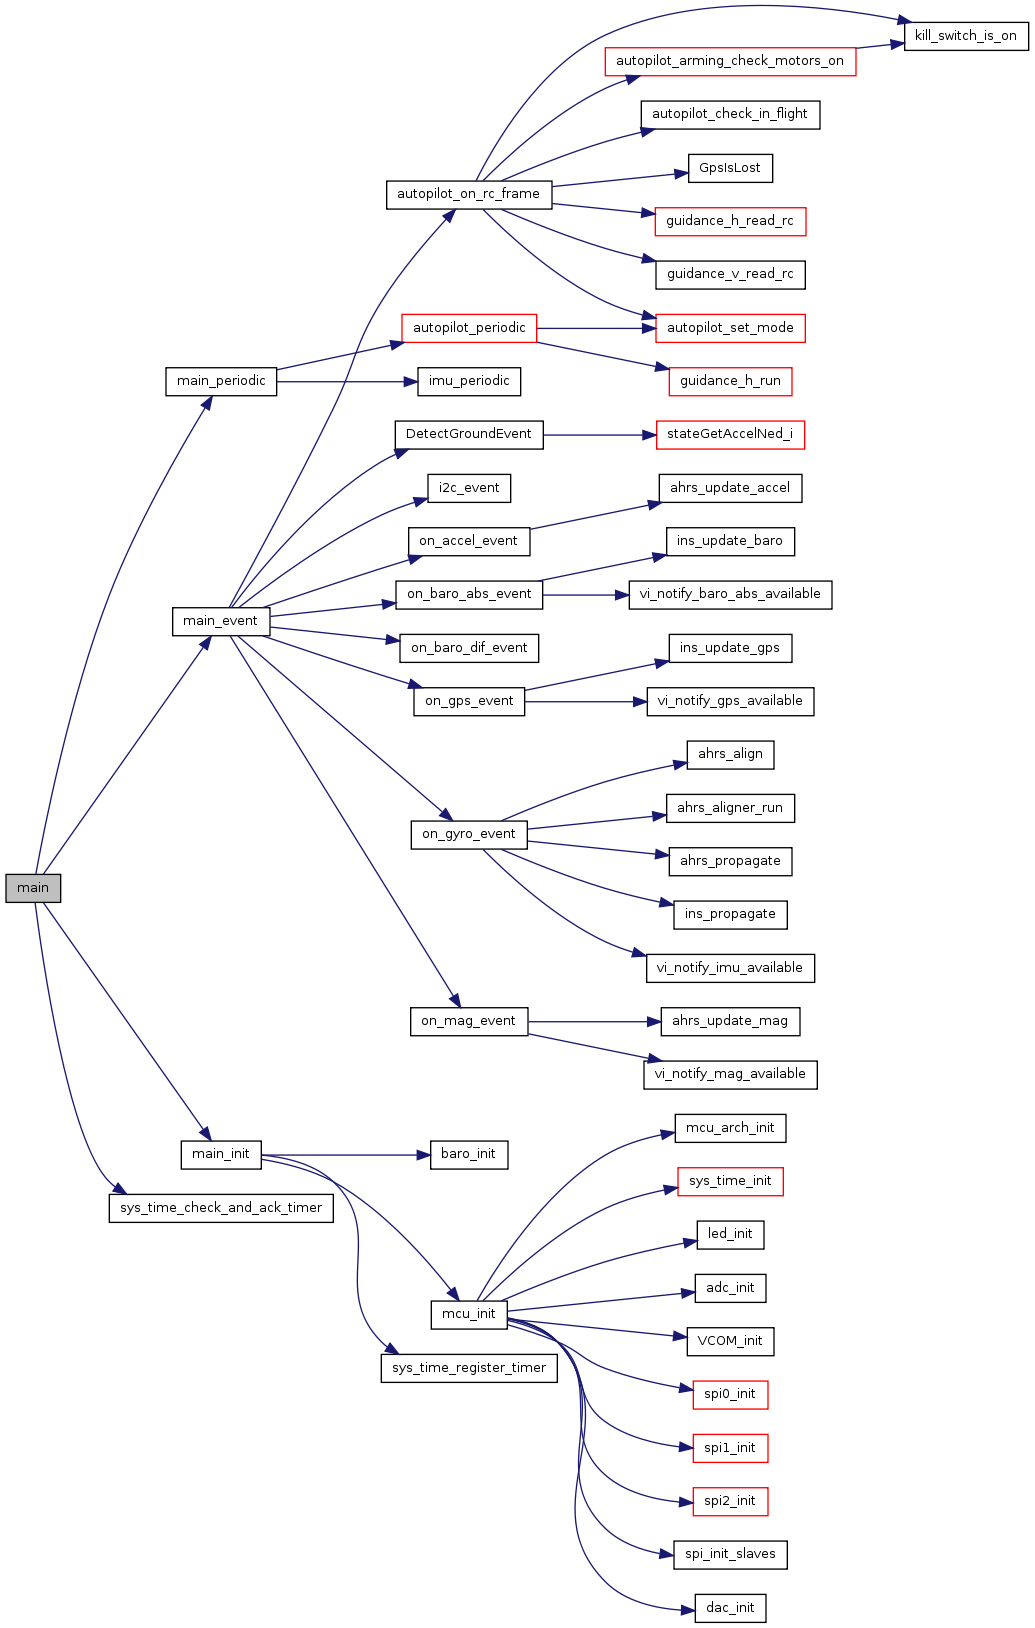 kill_switch_is_on
autopilot_arming_check_motors_on
autopilot_check_in_flight
GpsIsLost
autopilot_on_rc_frame
guidance_h_read_rc
guidance_v_read_rc
autopilot_periodic
autopilot_set_mode
main_periodic
imu_periodic
guidance_h_run
DetectGroundEvent
stateGetAccelNed_i
i2c_event
ahrs_update_accel
on_accel_event
ins_update_baro
on_baro_abs_event
vi_notify_baro_abs_available
main_event
on_baro_dif_event
ins_update_gps
on_gps_event
vi_notify_gps_available
ahrs_align
ahrs_aligner_run
on_gyro_event
ahrs_propagate
main
ins_propagate
vi_notify_imu_available
on_mag_event
ahrs_update_mag
vi_notify_mag_available
mcu_arch_init
main_init
baro_init
sys_time_init
sys_time_check_and_ack_timer
led_init
adc_init
mcu_init
VCOM_init
sys_time_register_timer
spi0_init
spi1_init
spi2_init
spi_init_slaves
dac_init